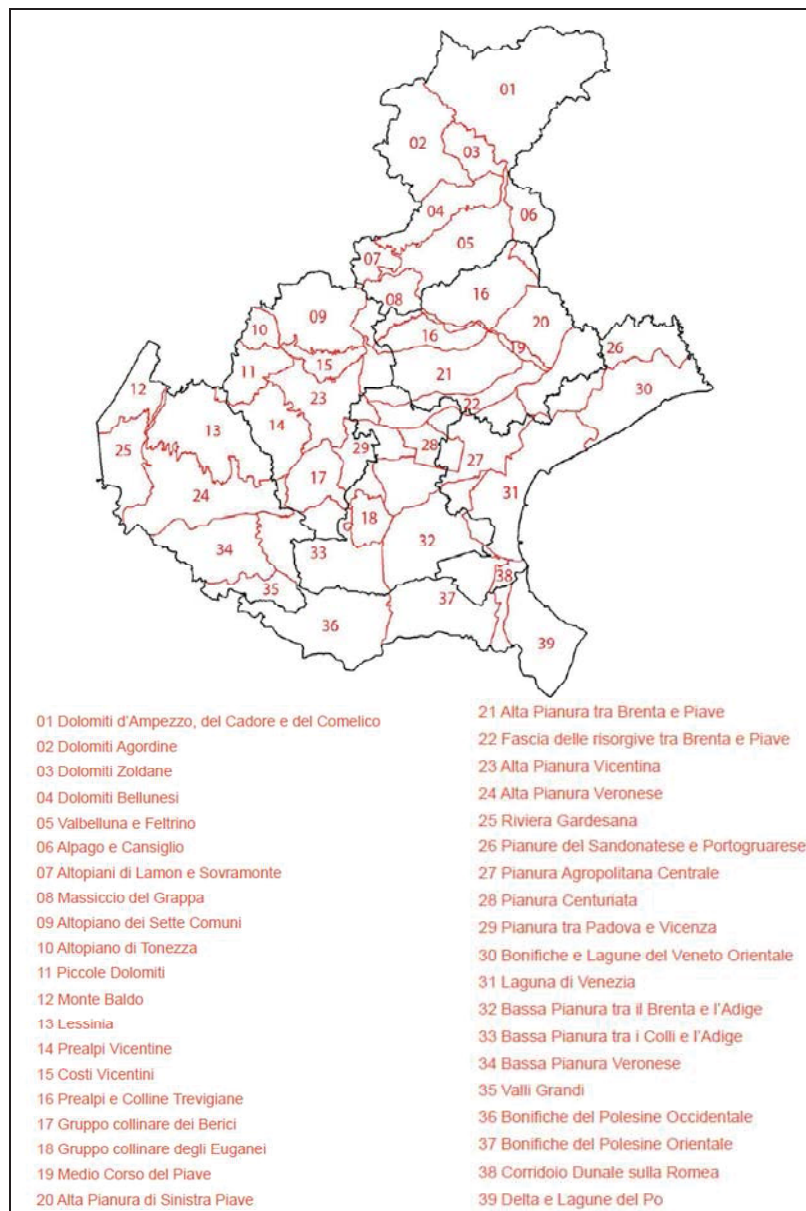 01
02
03
04
06
05
07
08
16
09
20
10
16
19
26
15
11
21
30
12
23
22
13
14
28
29
25
27
17
24
31
18
32
34
33
38
35
37
36
39
01 Dolomiti d'Ampezzo, del Cadore e del Comelico
02 Dolomiti Agordine
03 Dolomiti Zoldane
04 Dolomiti Bellunesi
05 Valbelluna e Feltrino
06 Alpago e Cansiglio
07 Altopiani di Lamon e Sovramonte
08 Massiccio del Grappa
09 Altopiano dei Sette Comuni
10 Altopiano di Tonezza
11 Piccole Dolomiti
12 Monte Baldo
13 Lessinia
14 Prealpi Vicentine
15 Costi Vicentini
16 Prealpi e Colline Trevigiane
17 Gruppo collinare dei Berici
18 Gruppo collinare degli Euganei
19 Medio Corso del Piave
20 Alta Pianura di Sinistra Piave
21 Alta Pianura tra Brenta e Piave
22 Fascia delle risorgive tra Brenta e Piave
23 Alta Pianura Vicentina
24 Alta Pianura Veronese
25 Riviera Gardesana
26 Pianure del Sandonatese e Portogruarese
27 Pianura Agropolitana Centrale
28 Pianura Centuriata
29 Pianura tra Padova e Vicenza
30 Bonifiche e Lagune del Veneto Orientale
31 Laguna di Venezia
32 Bassa Pianura tra il Brenta e l'Adige
33 Bassa Pianura tra i Colli e l'Adige
34 Bassa Pianura Veronese
35 Valli Grandi
36 Bonifiche del Polesine Occidentale
37 Bonifiche del Polesine Orientale
38 Corridoio Dunale sulla Romea
39 Delta e Lagune del Po